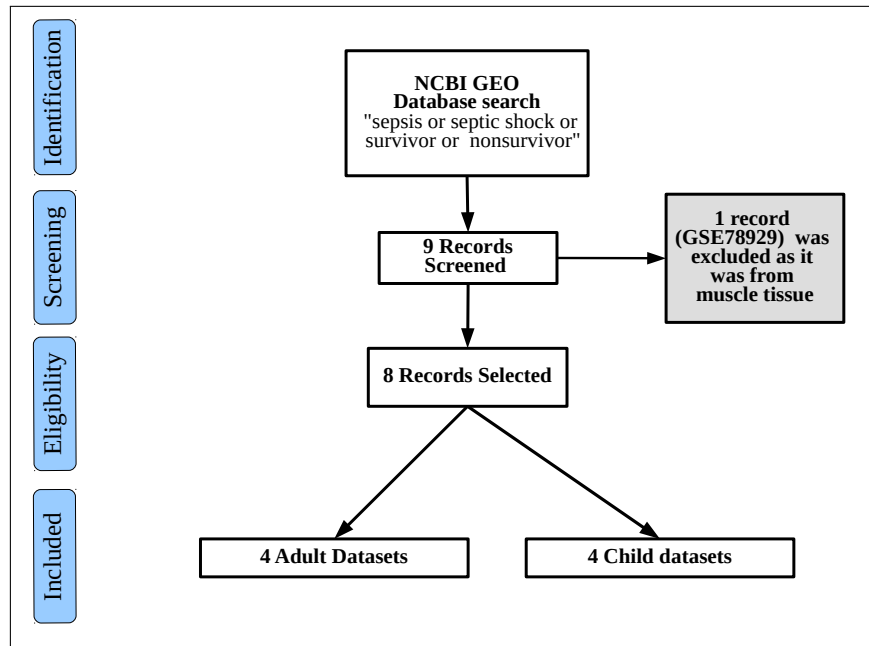 Identification
NCBI GEO
Database search
"sepsis or septic shock or
survivor or nonsurvivor"
Screening
9 Records
Screened
1 record
(GSE78929) was
excluded as it
was from
muscle tissue
Eligibility
8 Records Selected
Included
4 Adult Datasets
4 Child datasets